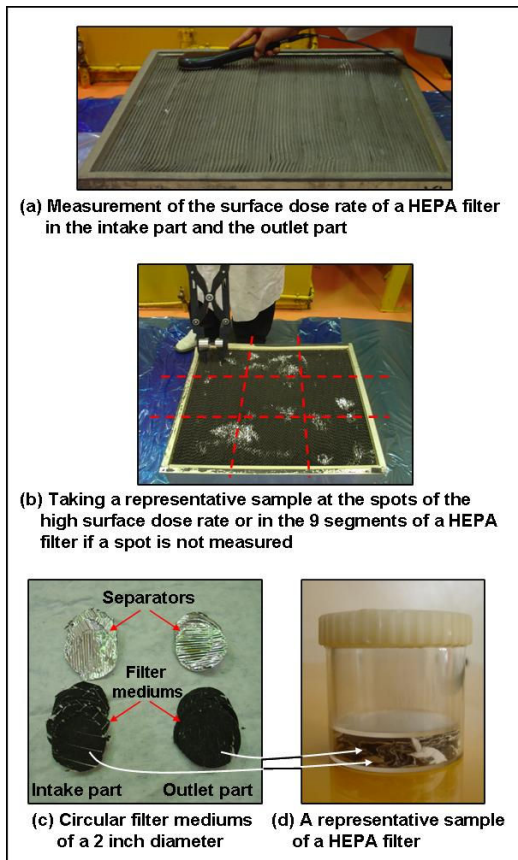 (a) Measurement of the surface dose rate of a HEPA filter
in the intake part and the outlet part
(b) Taking a representative sample at the spots of the
high surface dose rate or in the 9 segments of a HEPA
filter if a spot is not measured
Separators
Filter
mediums
Intake part
Outlet part
(c) Circular filter mediums
of a 2 inch diameter
(d) A representative sample
of a HEPA filter